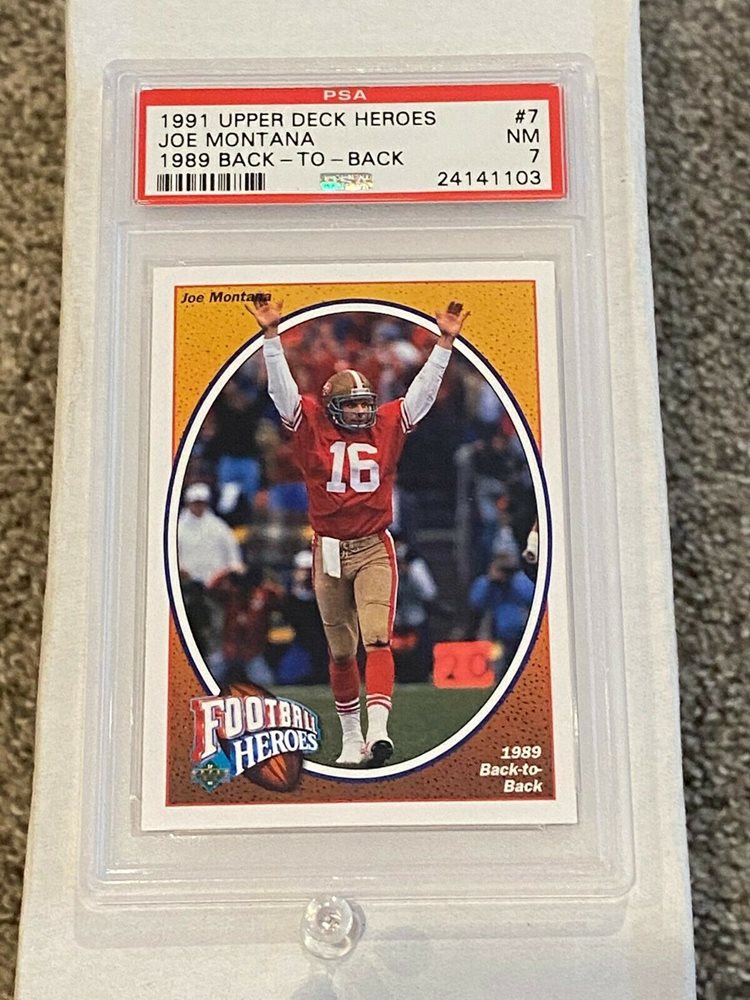 PSA
1991 UPPER DECK HEROES #7
JOE MONTANA NM
1989 BACK-TO-BACK 7
24141103
Joe Montana
16
20
FOOTBALL
HEROES
1989
Back-to-
Back